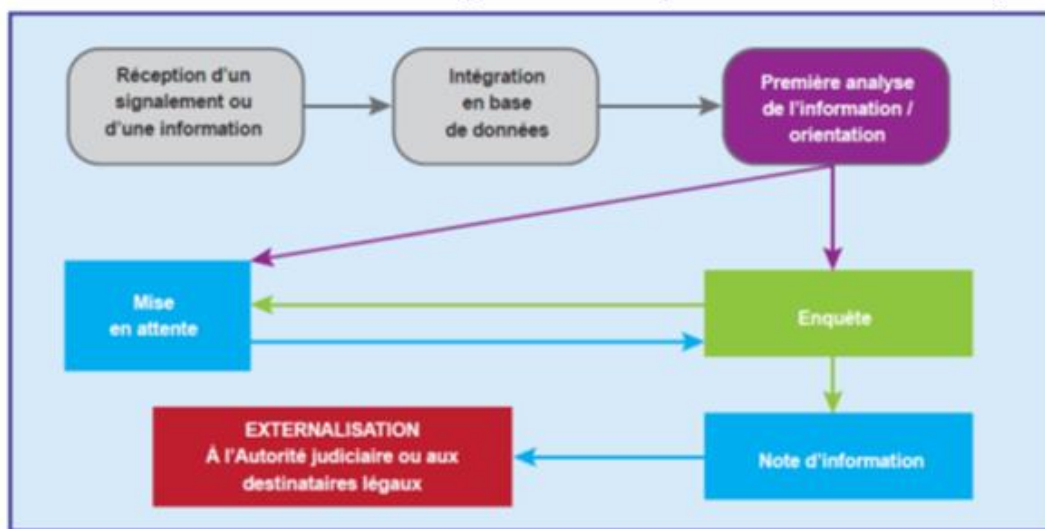 Réception d'un
signalement ou
d'une information
Intégration
en base
de données
Première analyse
de l'information /
orientation
Mise
en attente
Enquête
EXTERNALISATION
À l'Autorité judiciaire ou aux
destinataires légaux
Note d'information